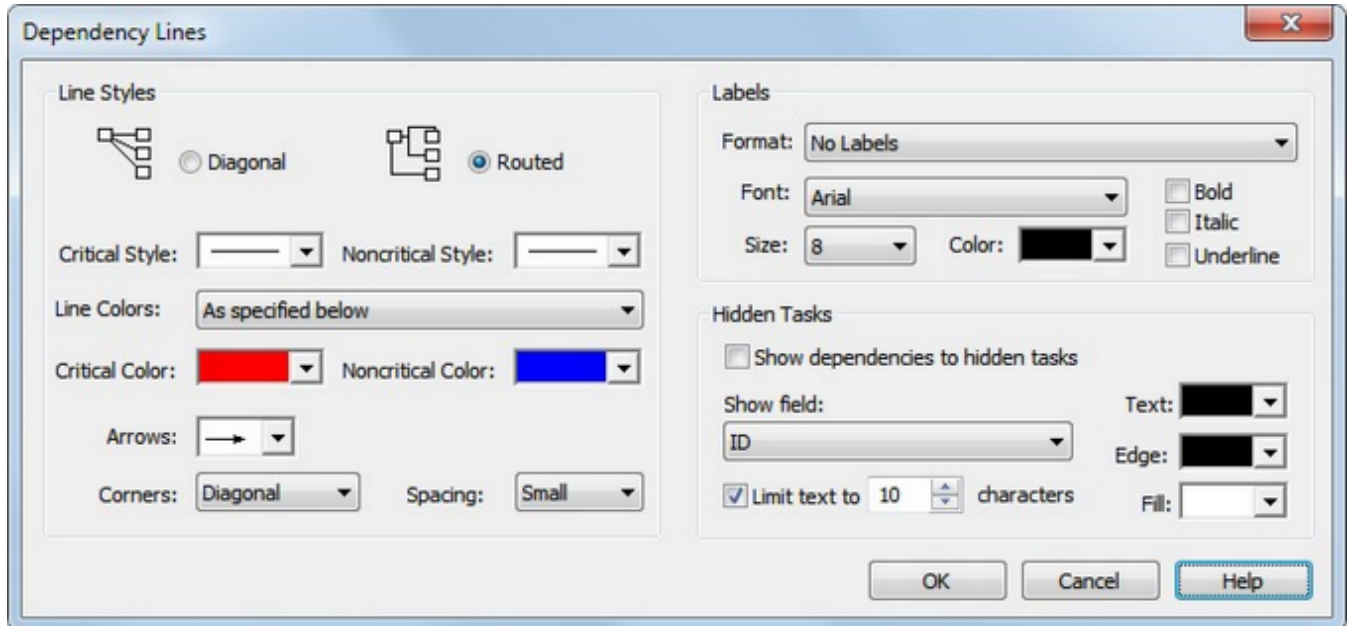 Dependency Lines
Line Styles
Diagonal
Routed
Critical Style:
Noncritical Style:
Line Colors: As specified below
Critical Color:
Noncritical Color:
Arrows:
Corners: Diagonal
Spacing: Small
Labels
Format: No Labels
Font: Arial
Bold
Italic
Underline
Size: 8
Color:
Hidden Tasks
Show dependencies to hidden tasks
Show field:
ID
Limit text to 10 characters
Text:
Edge:
Fill:
OK
Cancel
Help